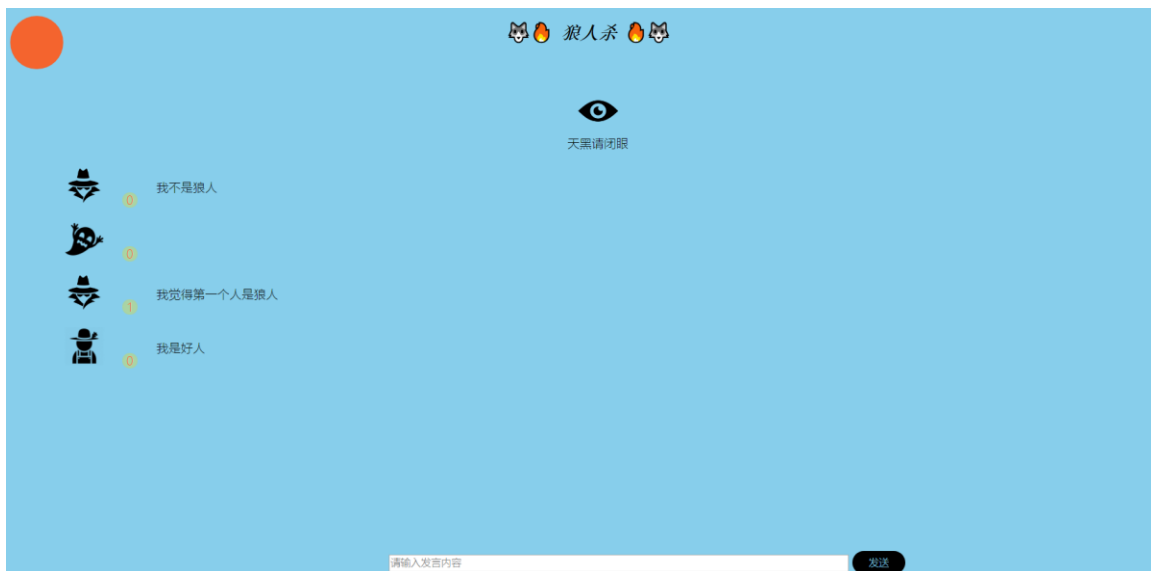 狼人杀
天黑请闭眼
我不是狼人
0
0
我觉得第一个人是狼人
1
我是好人
0
请输入发言内容
发送